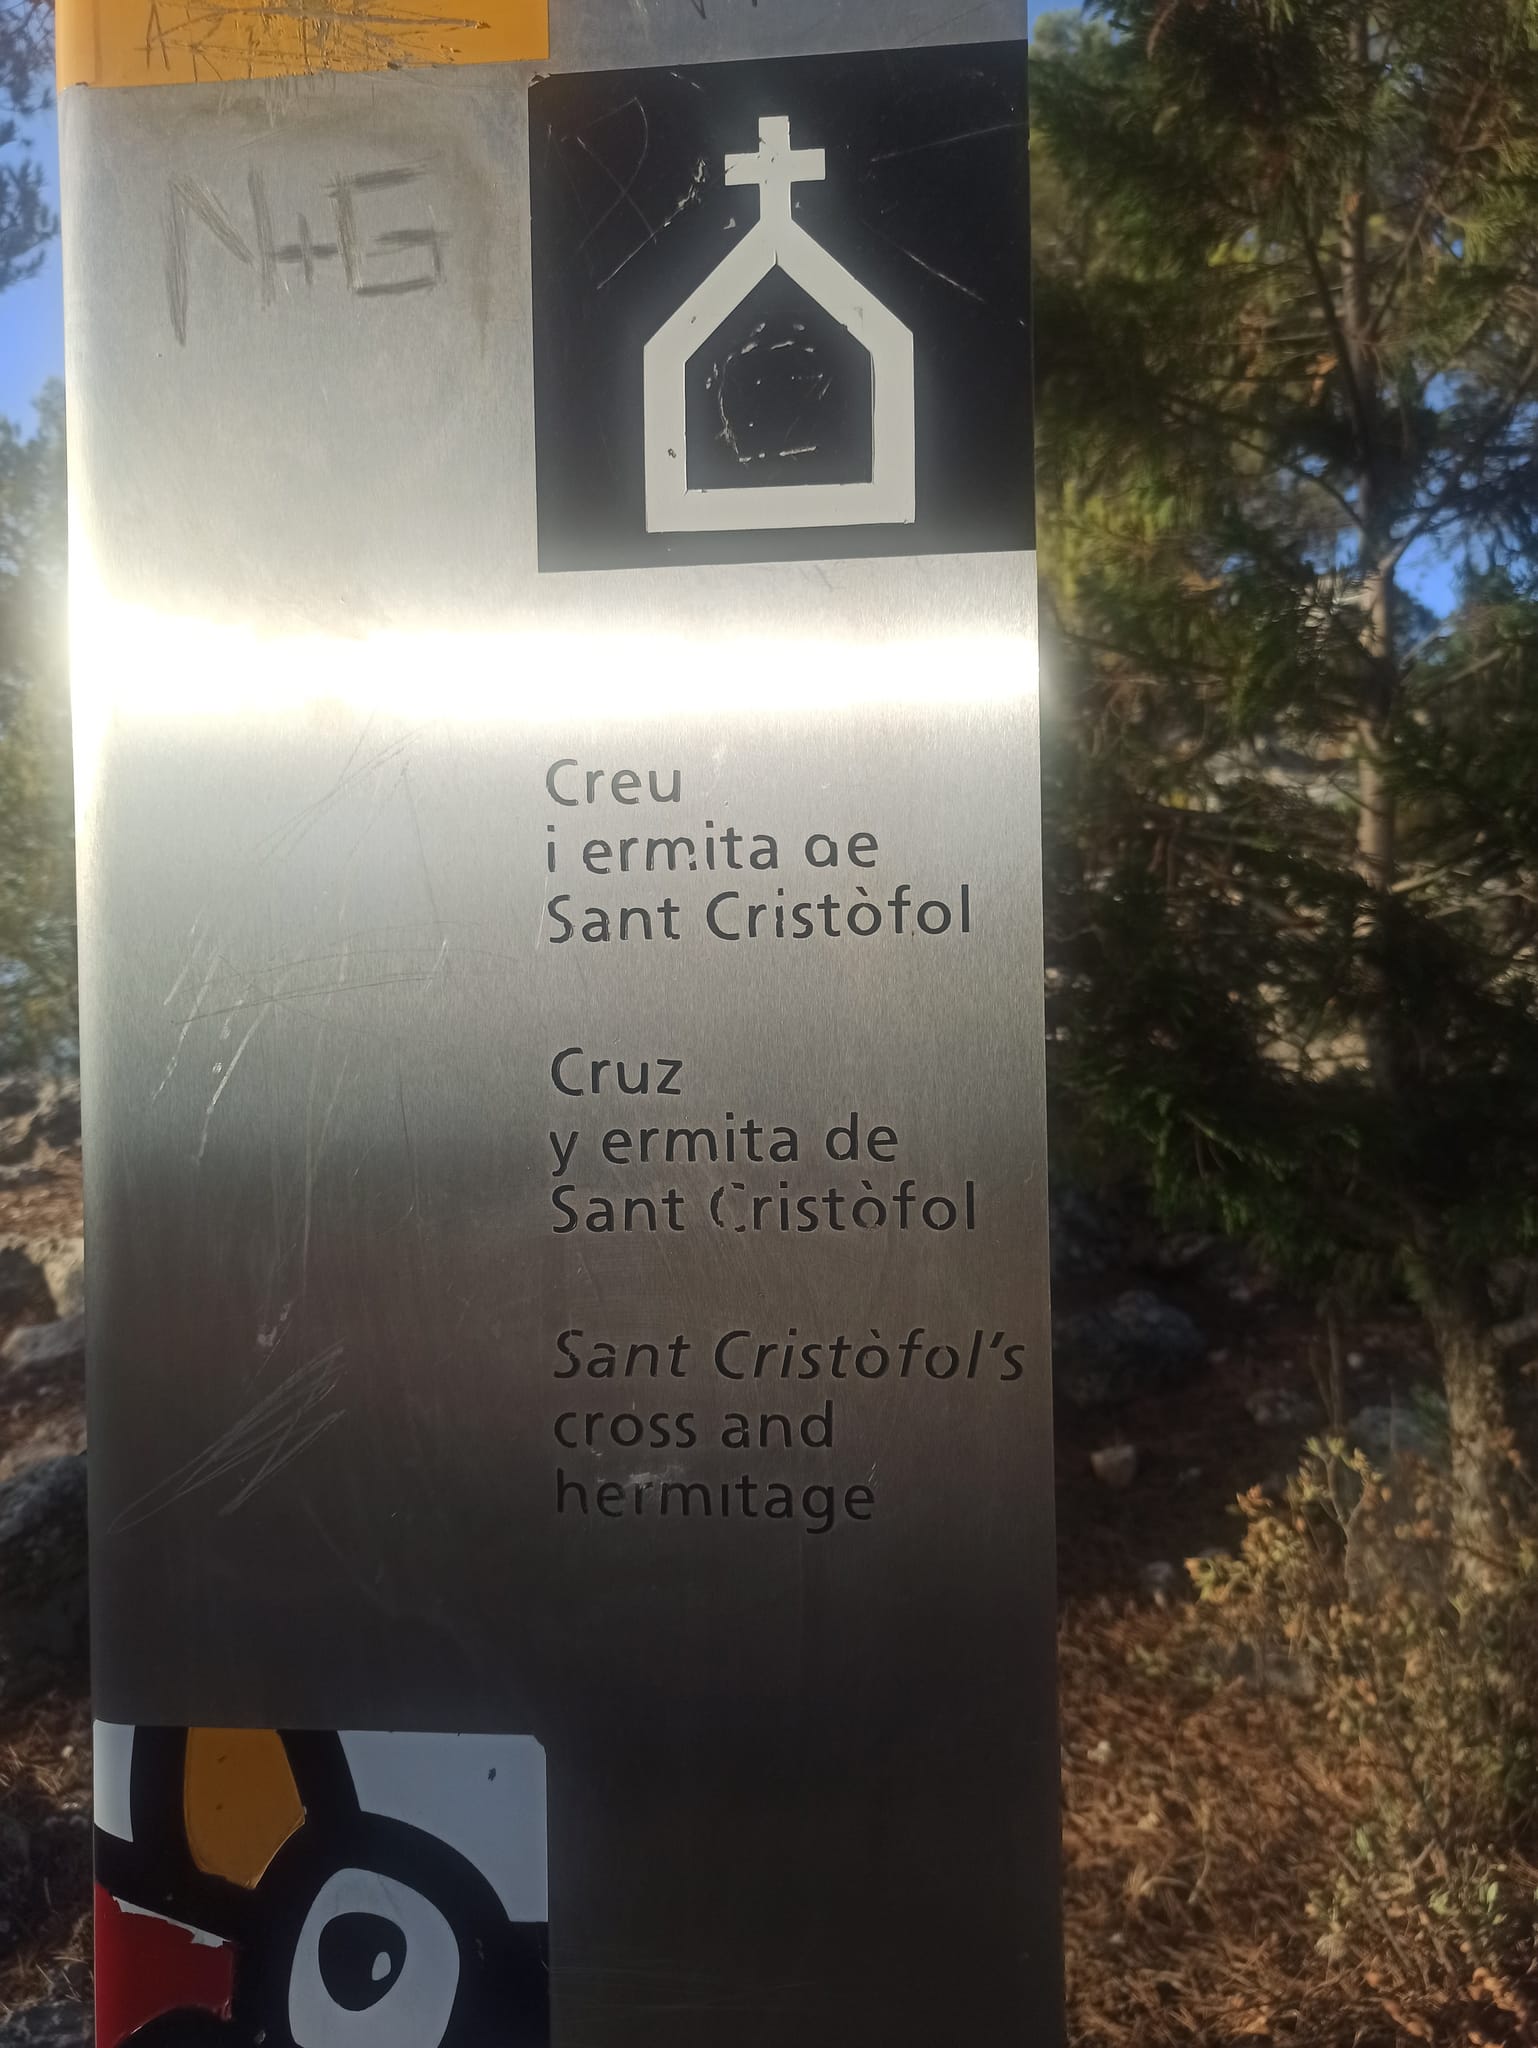 N+G
Creu
i ermita de
Sant Cristòfol
Cruz
y ermita de
Sant Cristòfol
Sant Cristòfol's
cross and
hermitage